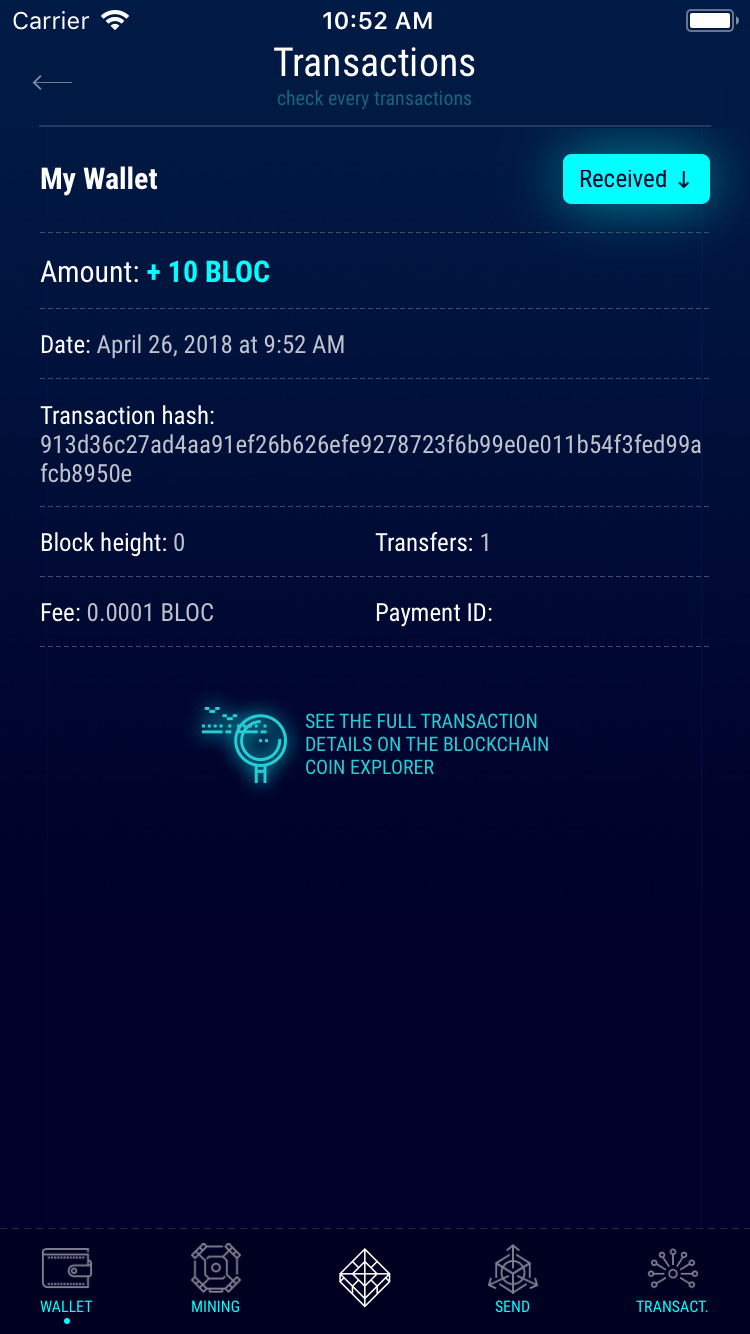 Carrier 10:52 AM
Transactions
check every transactions
My Wallet Received ↓
Amount: + 10 BLOC
Date: April 26, 2018 at 9:52 AM
Transaction hash:
913d36c27ad4aa91ef26b626efe9278723f6b99e0e011b54f3fed99a
fcb8950e
Block height: 0 Transfers: 1
Fee: 0.0001 BLOC Payment ID:
SEE THE FULL TRANSACTION
DETAILS ON THE BLOCKCHAIN
COIN EXPLORER
WALLET MINING SEND TRANSACT.